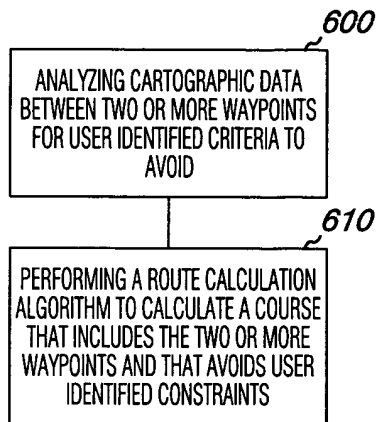 600
ANALYZING CARTOGRAPHIC DATA
BETWEEN TWO OR MORE WAYPOINTS
FOR USER IDENTIFIED CRITERIA TO
AVOID
610
PERFORMING A ROUTE CALCULATION
ALGORITHM TO CALCULATE A COURSE
THAT INCLUDES THE TWO OR MORE
WAYPOINTS AND THAT AVOIDS USER
IDENTIFIED CONSTRAINTS